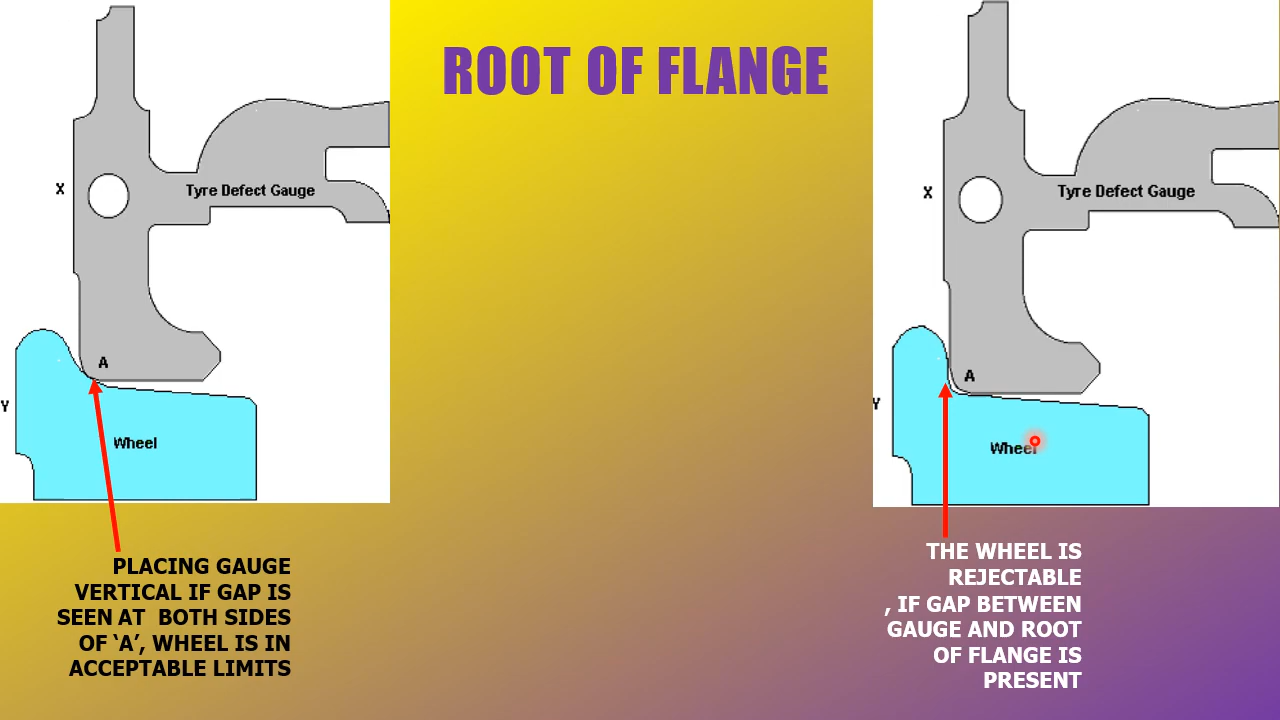 ROOT OF FLANGE
X
Tyre Defect Gauge
A
Y
Wheel
PLACING GAUGE
VERTICAL IF GAP IS
SEEN AT BOTH SIDES
OF ‘A’, WHEEL IS IN
ACCEPTABLE LIMITS
X
Tyre Defect Gauge
A
Y
Wheel
THE WHEEL IS
REJECTABLE
, IF GAP BETWEEN
GAUGE AND ROOT
OF FLANGE IS
PRESENT